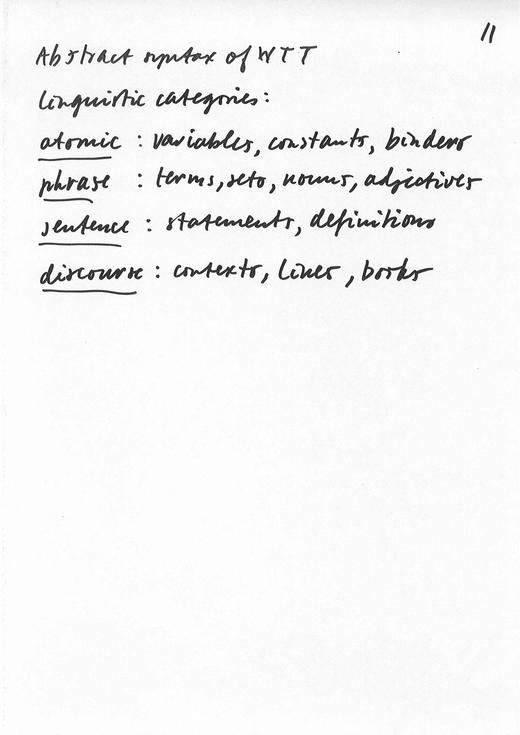 11
Abstract syntax of WTT
linguistic categories:
atomic : variables, constants, binders
phrase : terms, sets, nouns, adjectives
sentence : statements, definitions
discourse : contexts, lines, books